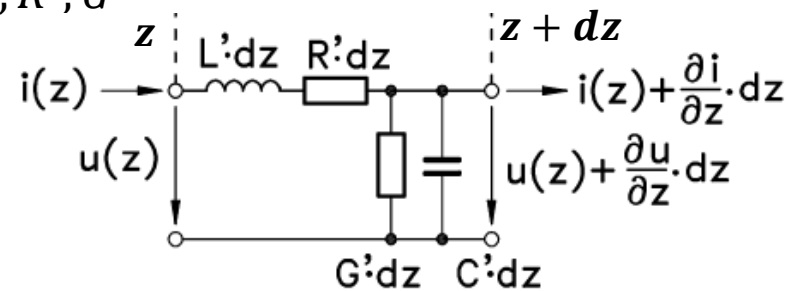 , R', G'
z
z + dz
L'·dz
R'·dz
i(z)
i(z)+∂i/∂z·dz
u(z)
u(z)+∂u/∂z·dz
G'·dz
C'·dz